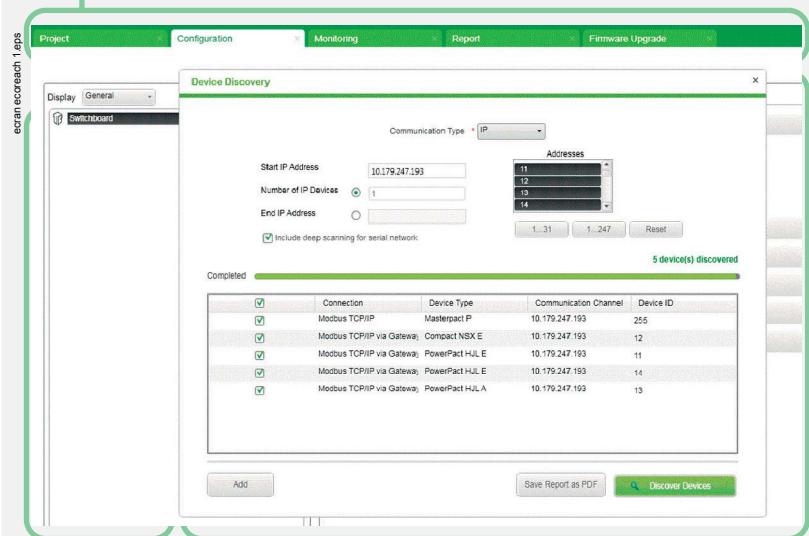 ecran ecoreach 1.eps
Project Configuration Monitoring Report Firmware Upgrade
Display General
Switchboard
Device Discovery
Communication Type * IP
Start IP Address 10.179.247.193
Number of IP Devices 1
End IP Address
Include deep scanning for serial network
Addresses
11
12
13
14
1...31 1...247 Reset
5 device(s) discovered
Completed
Connection Device Type Communication Channel Device ID
Modbus TCP/IP Masterpact P 10.179.247.193 255
Modbus TCP/IP via Gateway Compact NSX E 10.179.247.193 12
Modbus TCP/IP via Gateway PowerPact HJL E 10.179.247.193 11
Modbus TCP/IP via Gateway PowerPact HJL E 10.179.247.193 14
Modbus TCP/IP via Gateway PowerPact HJL A 10.179.247.193 13
Add Save Report as PDF Discover Devices